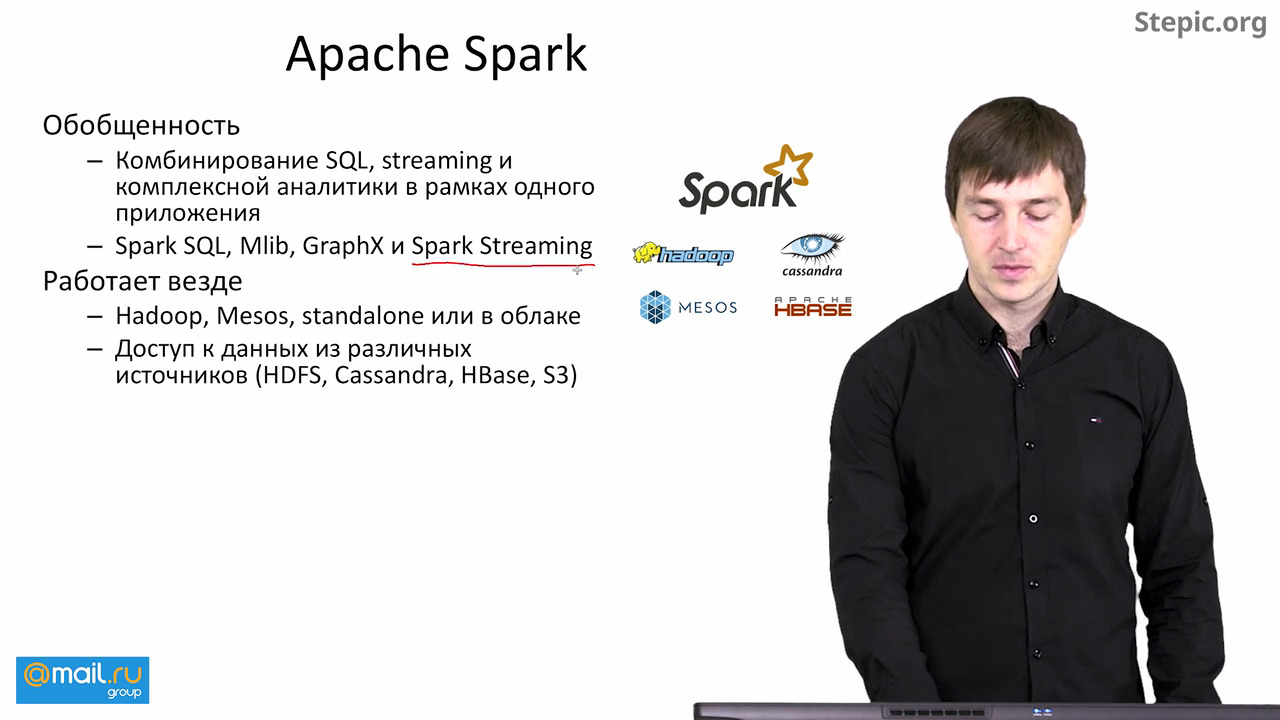 Stepic.org
Apache Spark
Обобщенность
– Комбинирование SQL, streaming и
комплексной аналитики в рамках одного
приложения
– Spark SQL, Mlib, GraphX и Spark Streaming
Работает везде
– Hadoop, Mesos, standalone или в облаке
– Доступ к данных из различных
источников (HDFS, Cassandra, HBase, S3)
Spark
hadoop
cassandra
MESOS
APACHE
HBASE
@mail.ru
group